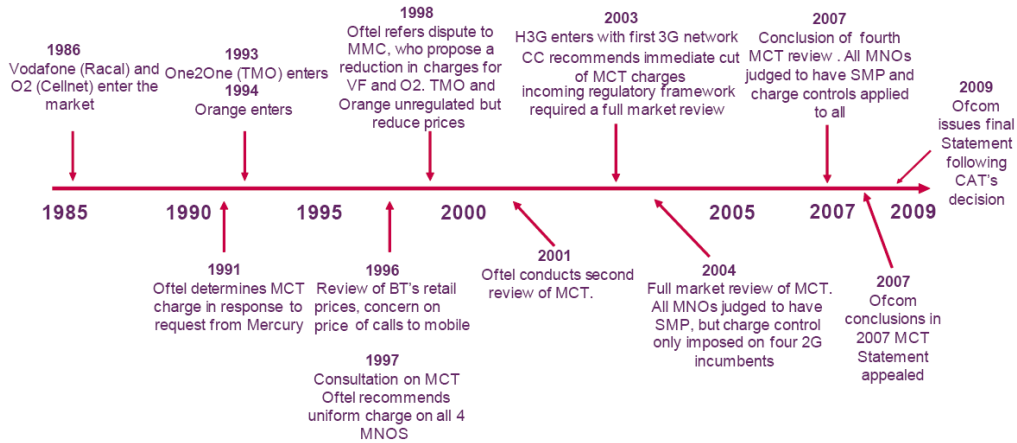 1986
Vodafone (Racal) and
O2 (Cellnet) enter the
market
1993
One2One (TMO) enters
1994
Orange enters
1998
Oftel refers dispute to
MMC, who propose a
reduction in charges for
VF and O2. TMO and
Orange unregulated but
reduce prices
2003
H3G enters with first 3G network
CC recommends immediate cut
of MCT charges
incoming regulatory framework
required a full market review
2007
Conclusion of fourth
MCT review . All MNOs
judged to have SMP and
charge controls applied
to all
2009
Ofcom
issues final
Statement
following
CAT's
decision
1985
1990
1995
2000
2005
2007
2009
1991
Oftel determines MCT
charge in response to
request from Mercury
1996
Review of BT's retail
prices, concern on
price of calls to mobile
1997
Consultation on MCT
Oftel recommends
uniform charge on all 4
MNOS
2001
Oftel conducts second
review of MCT.
2004
Full market review of MCT.
All MNOs judged to have
SMP, but charge control
only imposed on four 2G
incumbents
2007
Ofcom
conclusions in
2007 MCT
Statement
appealed